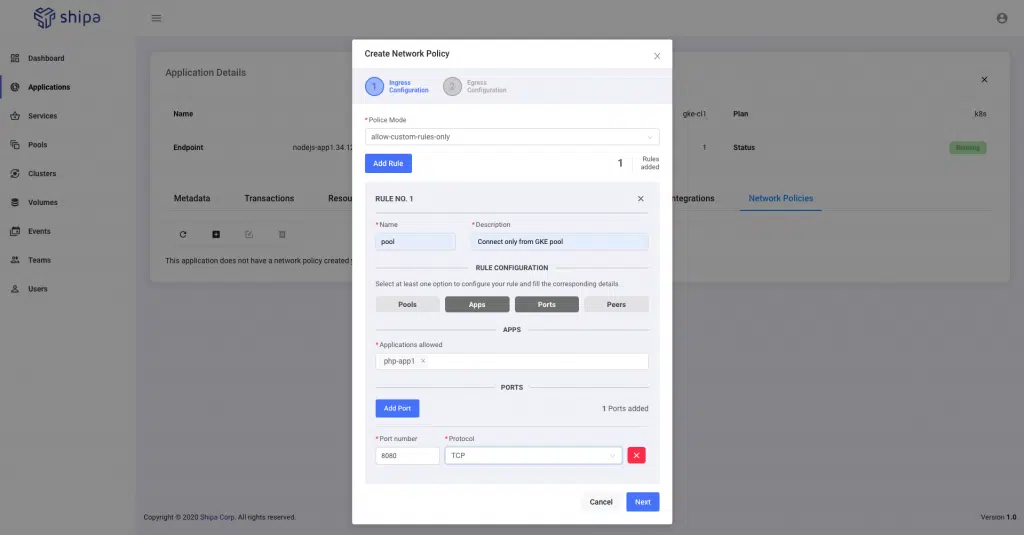 shipa
Dashboard
Applications
Services
Pools
Clusters
Volumes
Events
Teams
Users
Application Details
Name
gke-cl1
Plan
k8s
Endpoint
nodejs-app1.34.12
1
Status
Running
Metadata
Transactions
Resou
ntegrations
Network Policies
This application does not have a network policy created y
Create Network Policy
1
Ingress
Configuration
2
Egress
Configuration
*Police Mode
allow-custom-rules-only
Add Rule
1
Rules
added
RULE NO. 1
*Name
*Description
pool
Connect only from GKE pool
RULE CONFIGURATION
Select at least one option to configure your rule and fill the corresponding details.
Pools
Apps
Ports
Peers
APPS
*Applications allowed
php-app1
PORTS
Add Port
1 Ports added
*Port number
*Protocol
8080
TCP
Cancel
Next
Copyright © 2020 Shipa Corp. All rights reserved.
Version 1.0